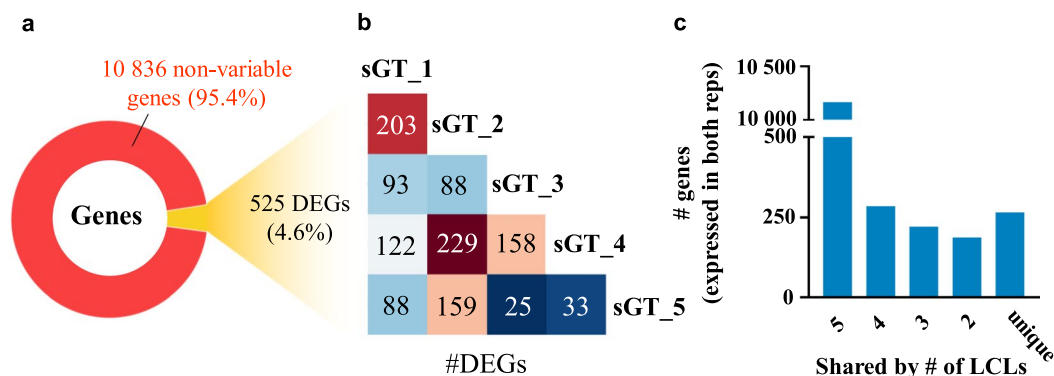 a
10 836 non-variable
genes (95.4%)
Genes
525 DEGs
(4.6%)
b
sGT_1
203 sGT_2
93 88 sGT_3
122 229 158 sGT_4
88 159 25 33 sGT_5
#DEGs
c
# genes
(expressed in both reps)
10 500
10 000
500
250
0
5 4 3 2 unique
Shared by # of LCLs